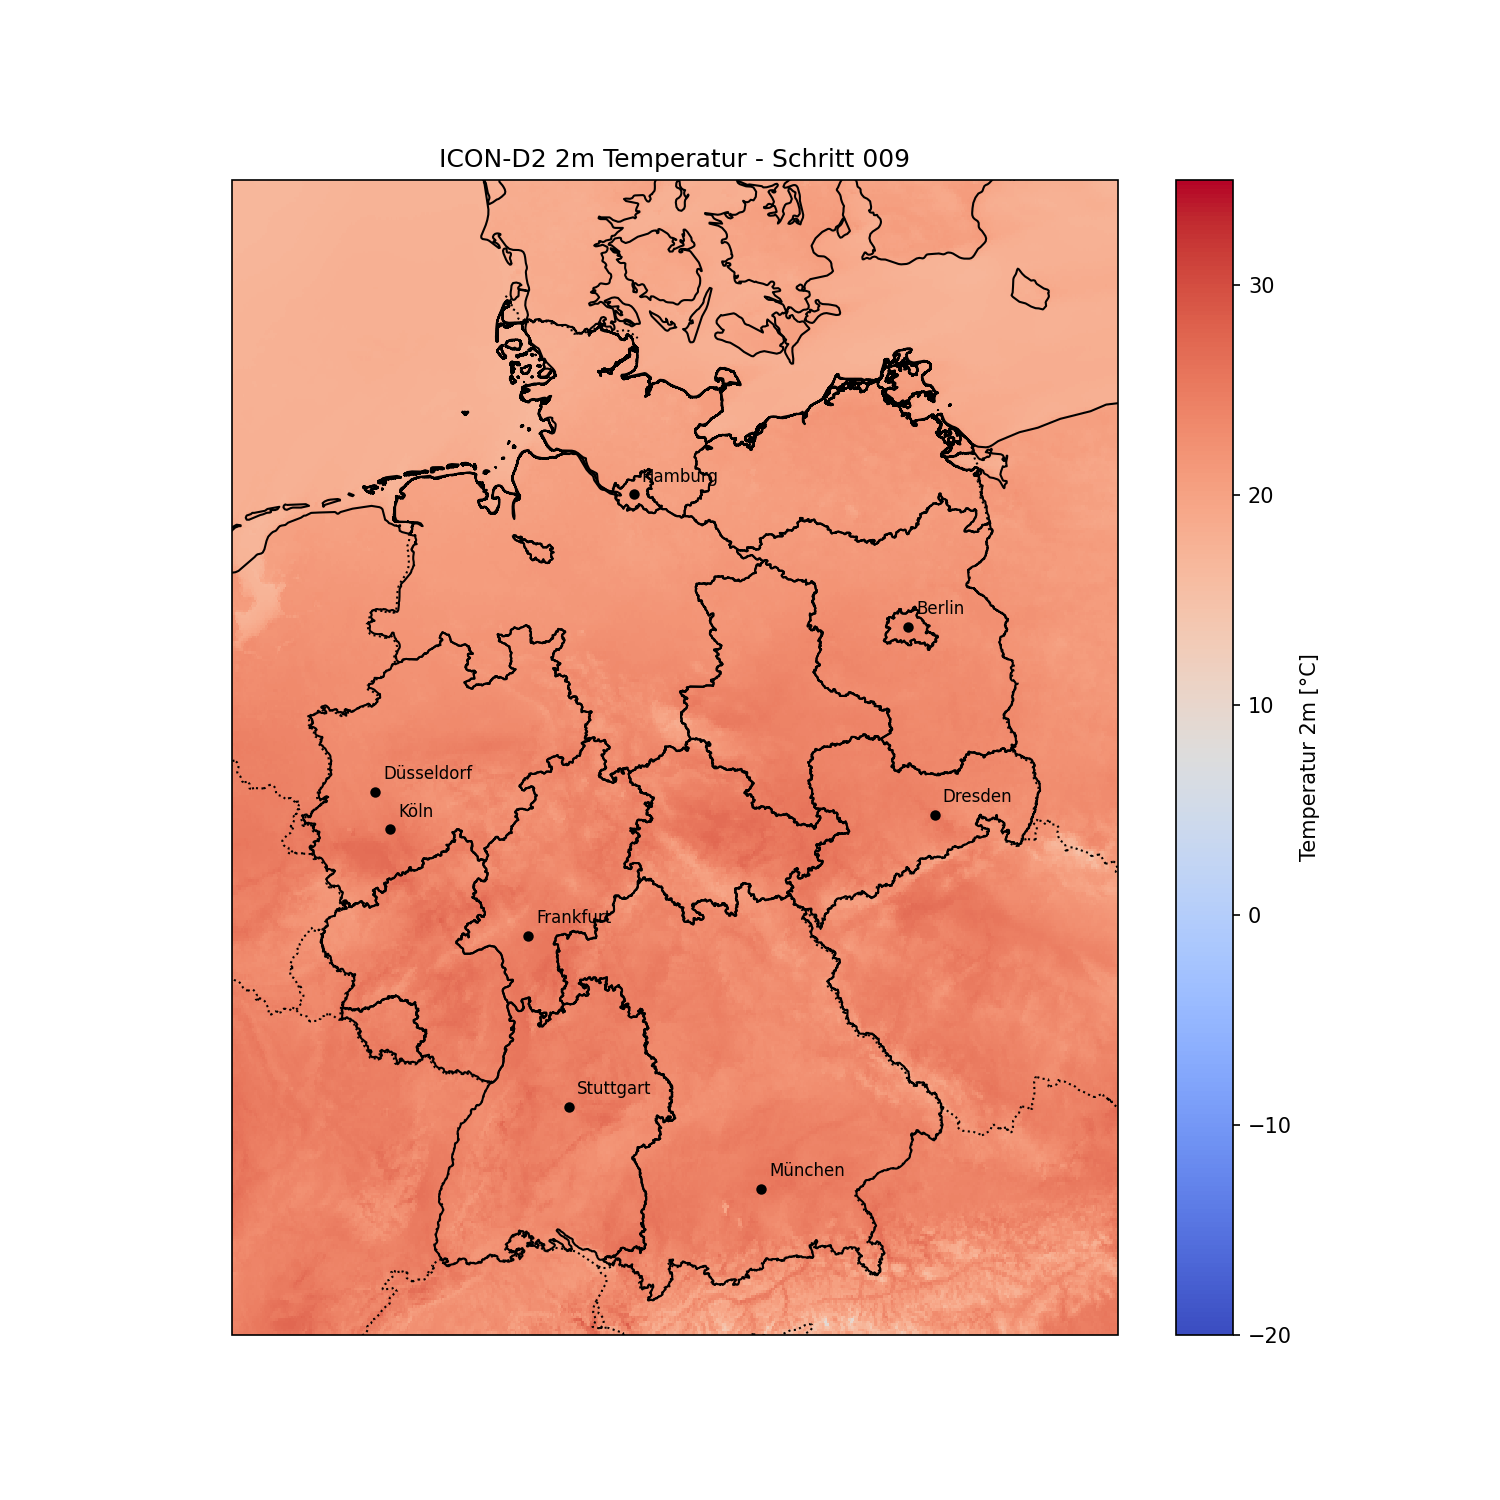 ICON-D2 2m Temperatur - Schritt 009
Hamburg
Berlin
Düsseldorf
Köln
Dresden
Frankfurt
Stuttgart
München
30
20
10
0
−10
−20
Temperatur 2m [°C]